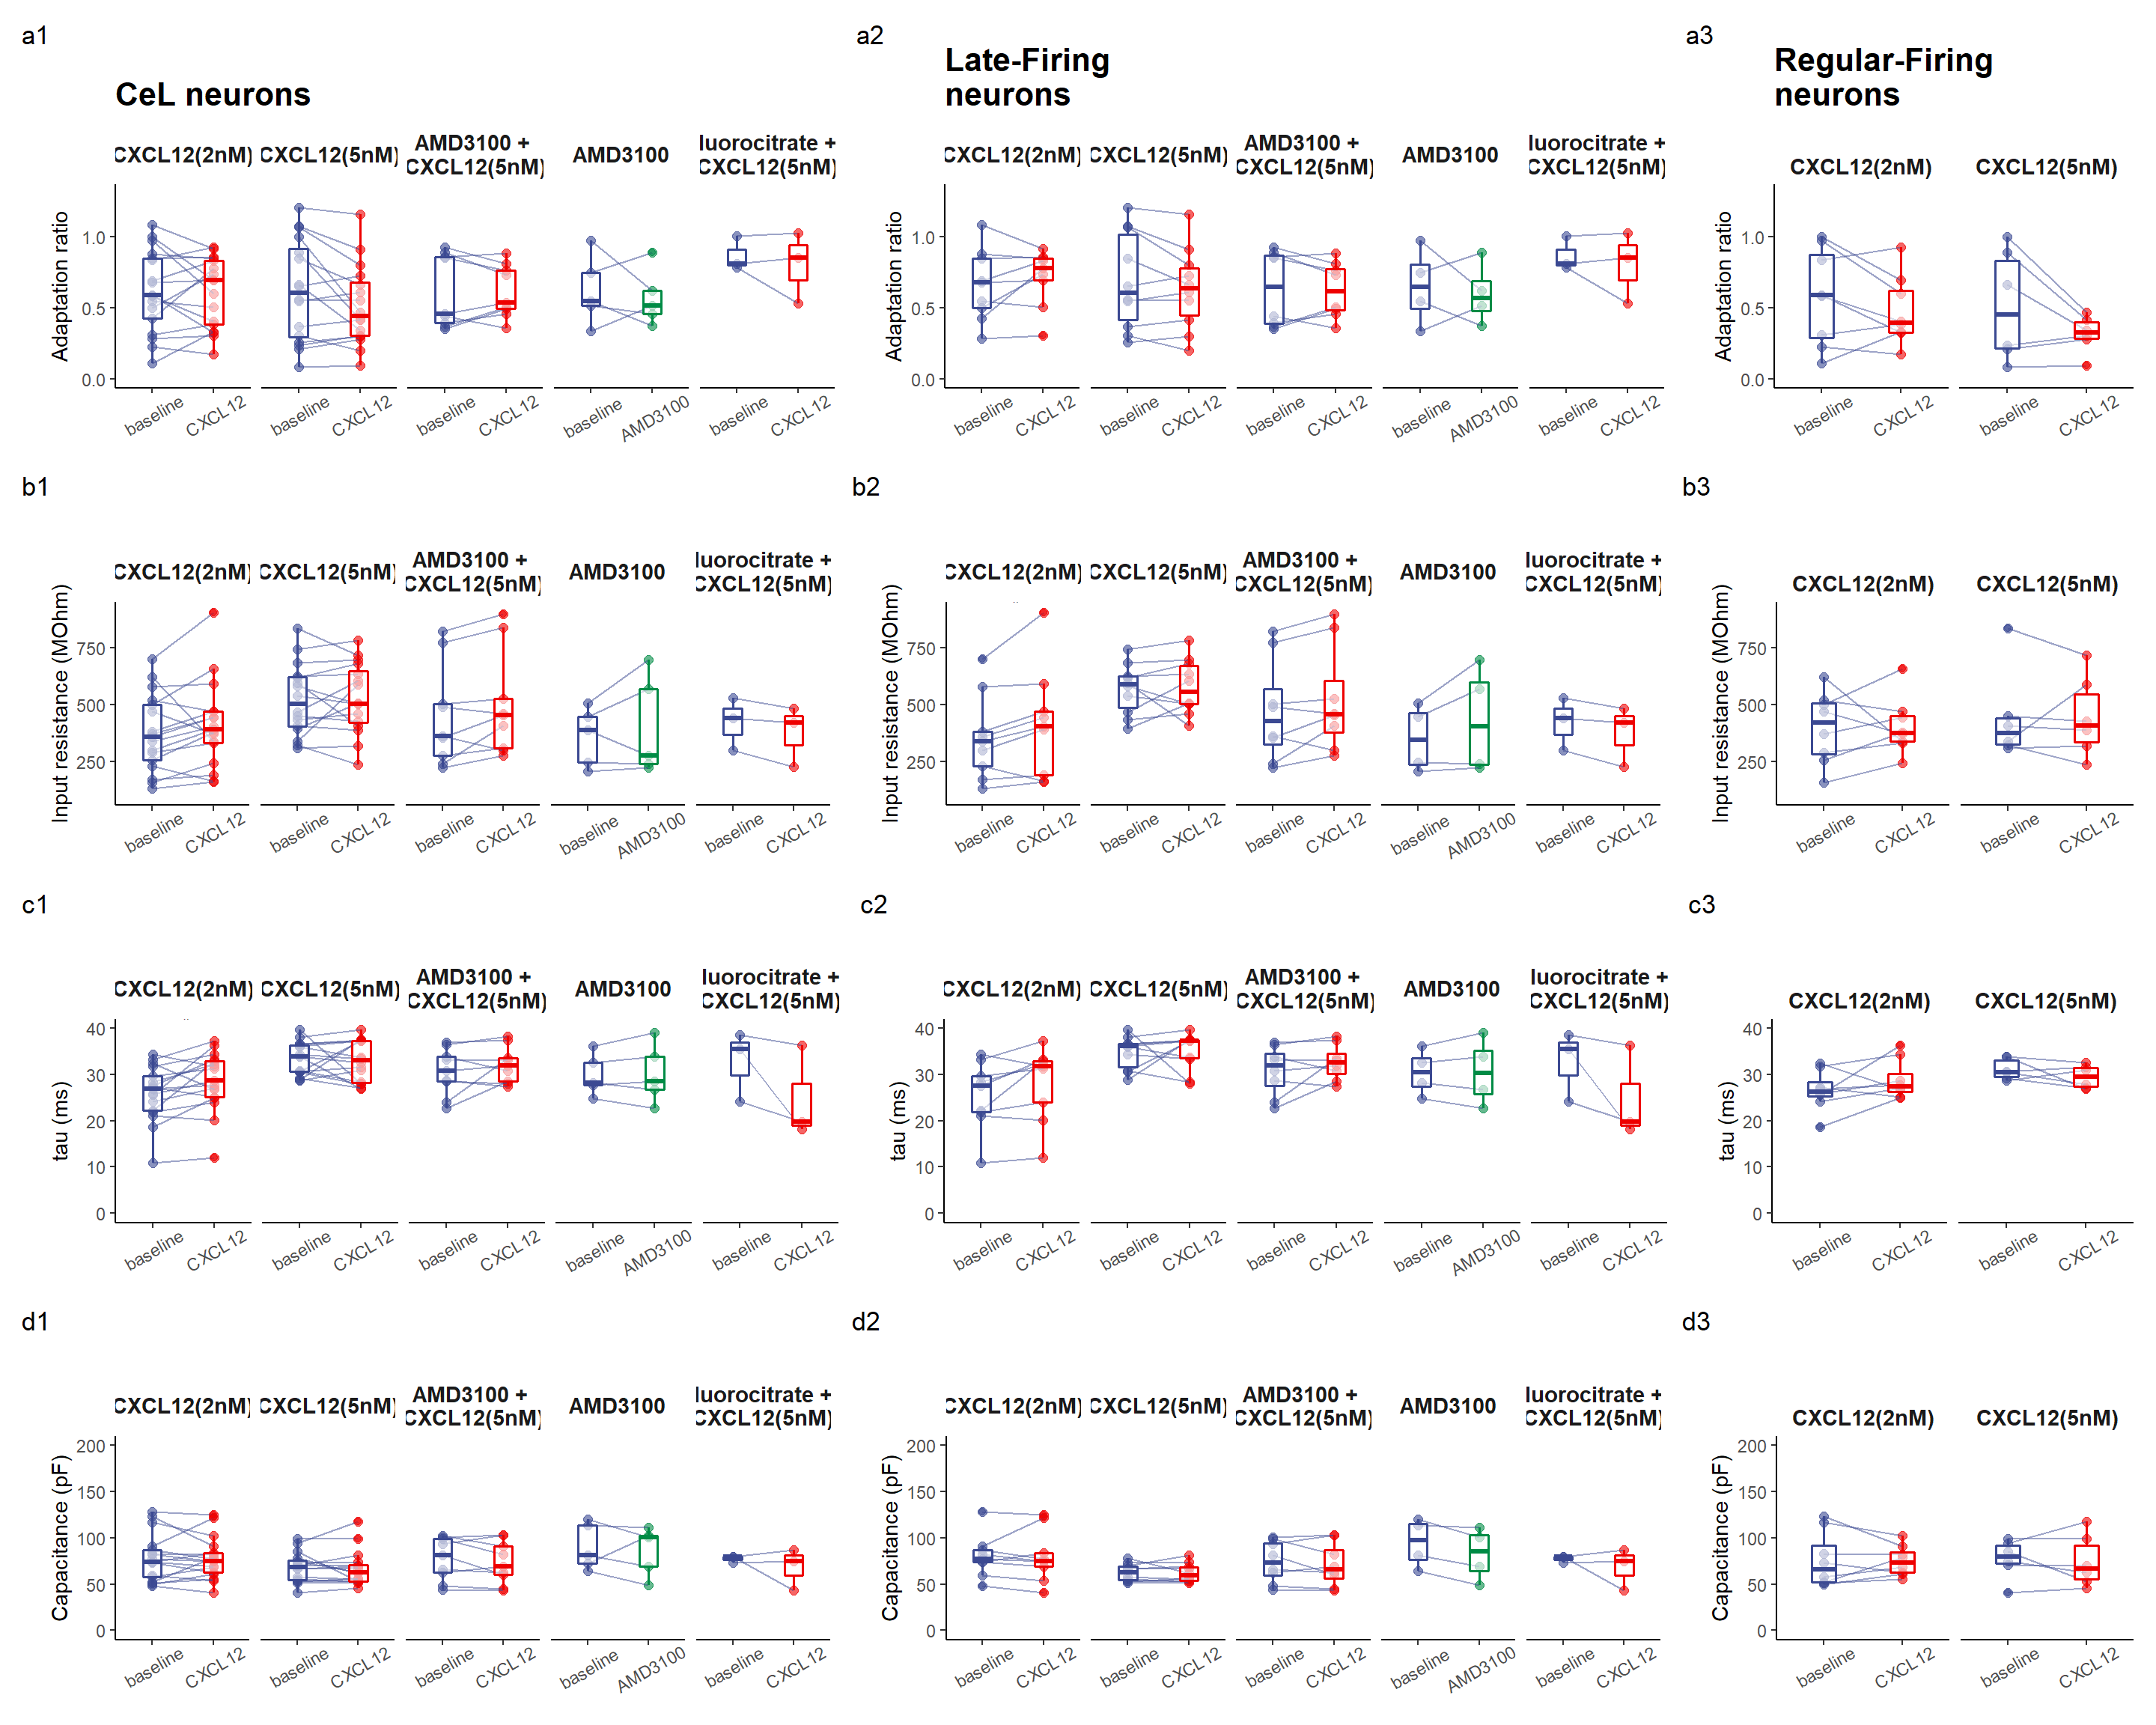 a1
a2
a3
CeL neurons
Late-Firing
neurons
Regular-Firing
neurons
CXCL12(2nM)
CXCL12(5nM)
AMD3100 +
CXCL12(5nM)
AMD3100
luorocitrate +
CXCL12(5nM)
CXCL12(2nM)
CXCL12(5nM)
AMD3100 +
CXCL12(5nM)
AMD3100
luorocitrate +
CXCL12(5nM)
CXCL12(2nM)
CXCL12(5nM)
Adaptation ratio
1.0
0.5
0.0
Adaptation ratio
1.0
0.5
0.0
Adaptation ratio
1.0
0.5
0.0
baseline
CXCL12
baseline
CXCL12
baseline
CXCL12
baseline
AMD3100
baseline
CXCL12
baseline
CXCL12
baseline
CXCL12
baseline
CXCL12
baseline
AMD3100
baseline
CXCL12
baseline
CXCL12
baseline
CXCL12
b1
b2
b3
CXCL12(2nM)
CXCL12(5nM)
AMD3100 +
CXCL12(5nM)
AMD3100
luorocitrate +
CXCL12(5nM)
CXCL12(2nM)
CXCL12(5nM)
AMD3100 +
CXCL12(5nM)
AMD3100
luorocitrate +
CXCL12(5nM)
CXCL12(2nM)
CXCL12(5nM)
Input resistance (MOhm)
750
500
250
Input resistance (MOhm)
750
500
250
Input resistance (MOhm)
750
500
250
baseline
CXCL12
baseline
CXCL12
baseline
CXCL12
baseline
AMD3100
baseline
CXCL12
baseline
CXCL12
baseline
CXCL12
baseline
CXCL12
baseline
AMD3100
baseline
CXCL12
baseline
CXCL12
baseline
CXCL12
c1
c2
c3
CXCL12(2nM)
CXCL12(5nM)
AMD3100 +
CXCL12(5nM)
AMD3100
luorocitrate +
CXCL12(5nM)
CXCL12(2nM)
CXCL12(5nM)
AMD3100 +
CXCL12(5nM)
AMD3100
luorocitrate +
CXCL12(5nM)
CXCL12(2nM)
CXCL12(5nM)
tau (ms)
40
30
20
10
0
tau (ms)
40
30
20
10
0
tau (ms)
40
30
20
10
0
baseline
CXCL12
baseline
CXCL12
baseline
CXCL12
baseline
AMD3100
baseline
CXCL12
baseline
CXCL12
baseline
CXCL12
baseline
CXCL12
baseline
AMD3100
baseline
CXCL12
baseline
CXCL12
baseline
CXCL12
d1
d2
d3
CXCL12(2nM)
CXCL12(5nM)
AMD3100 +
CXCL12(5nM)
AMD3100
luorocitrate +
CXCL12(5nM)
CXCL12(2nM)
CXCL12(5nM)
AMD3100 +
CXCL12(5nM)
AMD3100
luorocitrate +
CXCL12(5nM)
CXCL12(2nM)
CXCL12(5nM)
Capacitance (pF)
200
150
100
50
0
Capacitance (pF)
200
150
100
50
0
Capacitance (pF)
200
150
100
50
0
baseline
CXCL12
baseline
CXCL12
baseline
CXCL12
baseline
AMD3100
baseline
CXCL12
baseline
CXCL12
baseline
CXCL12
baseline
CXCL12
baseline
AMD3100
baseline
CXCL12
baseline
CXCL12
baseline
CXCL12